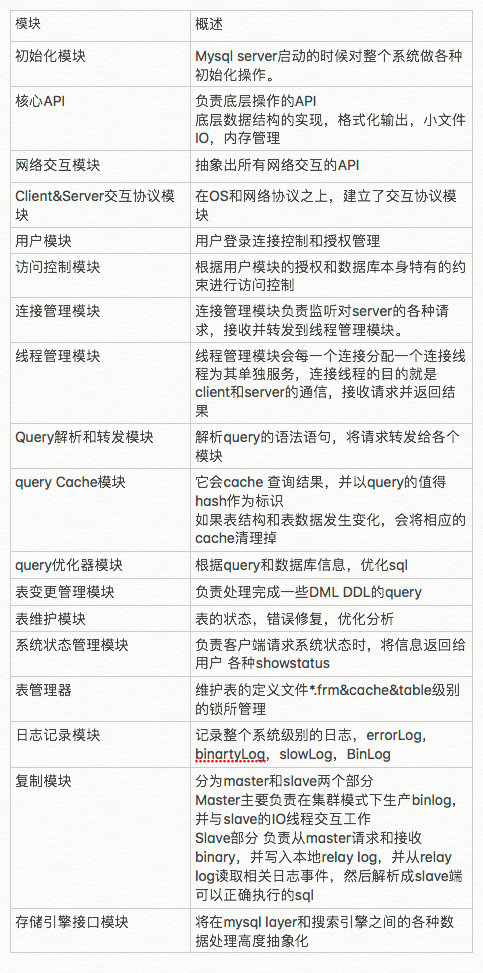 模块
概述
初始化模块
Mysql server启动的时候对整个系统做各种
初始化操作。
核心API
负责底层操作的API
底层数据结构的实现，格式化输出，小文件
IO，内存管理
网络交互模块
抽象出所有网络交互的API
Client&Server交互协议模
块
在OS和网络协议之上，建立了交互协议模
块
用户模块
用户登录连接控制和授权管理
访问控制模块
根据用户模块的授权和数据库本身特有的约
束进行访问控制
连接管理模块
连接管理模块负责监听对server的各种请
求，接收并转发到线程管理模块。
线程管理模块
线程管理模块会每一个连接分配一个连接线
程为其单独服务，连接线程的目的就是
client和server的通信，接收请求并返回结
果
Query解析和转发模块
解析query的语法语句，将请求转发给各个
模块
query Cache模块
它会cache 查询结果，并以query的值得
hash作为标识
如果表结构和表数据发生变化，会将相应的
cache清理掉
query优化器模块
根据query和数据库信息，优化sql
表变更管理模块
负责处理完成一些DML DDL的query
表维护模块
表的状态，错误修复，优化分析
系统状态管理模块
负责客户端请求系统状态时，将信息返回给
用户 各种showstatus
表管理器
维护表的定义文件*.frm&cache&table级别
的锁所管理
日志记录模块
记录整个系统级别的日志，errorLog，
binartyLog，slowLog，BinLog
复制模块
分为master和slave两个部分
Master主要负责在集群模式下生产binlog，
并与slave的IO线程交互工作
Slave部分 负责从master请求和接收
binary，并写入本地relay log，并从relay
log读取相关日志事件，然后解析成slave端
可以正确执行的sql
存储引擎接口模块
将在mysql layer和搜索引擎之间的各种数
据处理高度抽象化